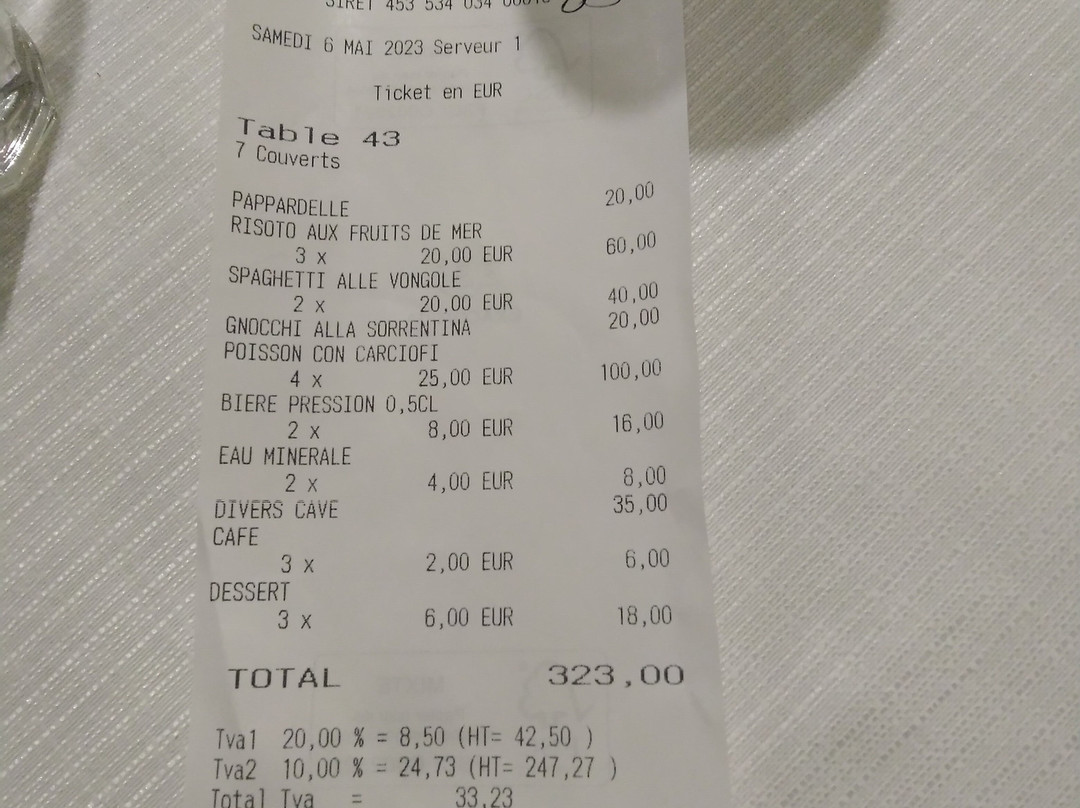 SIRET 453 534 034 00010
SAMEDI 6 MAI 2023 Serveur 1
Ticket en EUR
Table 43
7 Couverts
PAPPARDELLE 20,00
RISOTO AUX FRUITS DE MER
3 x 20,00 EUR 60,00
SPAGHETTI ALLE VONGOLE
2 x 20,00 EUR 40,00
GNOCCHI ALLA SORRENTINA 20,00
POISSON CON CARCIOFI
4 x 25,00 EUR 100,00
BIERE PRESSION 0,5CL
2 x 8,00 EUR 16,00
EAU MINERALE
2 x 4,00 EUR 8,00
DIVERS CAVE 35,00
CAFE
3 x 2,00 EUR 6,00
DESSERT
3 x 6,00 EUR 18,00
TOTAL 323,00
Tva1 20,00 % = 8,50 (HT= 42,50 )
Tva2 10,00 % = 24,73 (HT= 247,27 )
Total Tva = 33,23